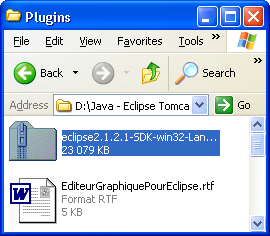 Plugins
File Edit View Favorites Tools »
Back Search
Address D:\Java - Eclipse Tomca Go
eclipse2.1.2.1-SDK-win32-Lan...
23 079 KB
EditeurGraphiquePourEclipse.rtf
Format RTF
5 KB